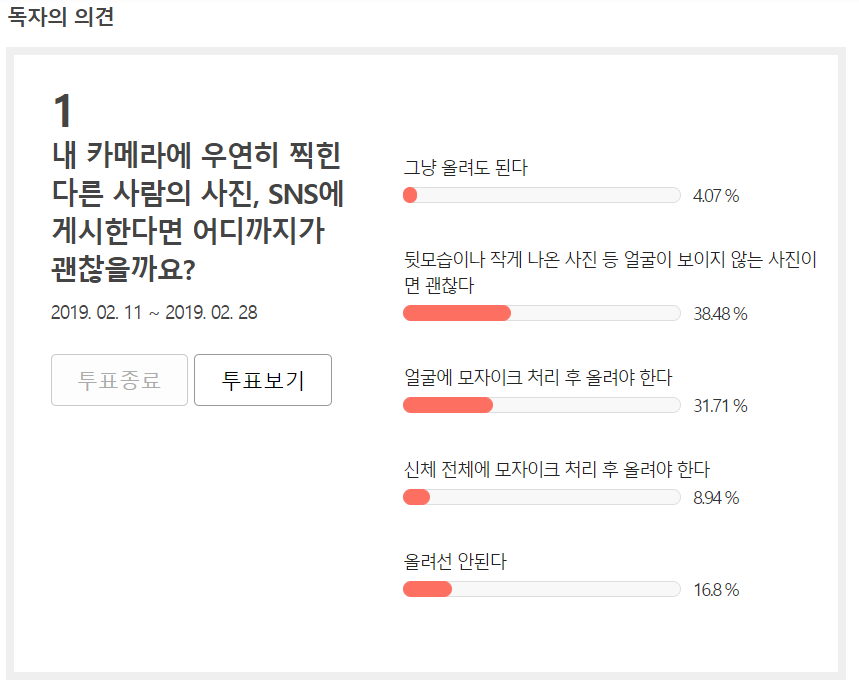 독자의 의견
1
내 카메라에 우연히 찍힌
다른 사람의 사진, SNS에
게시한다면 어디까지가
괜찮을까요?
2019. 02. 11 ~ 2019. 02. 28
투표종료 투표보기
그냥 올려도 된다
4.07 %
뒷모습이나 작게 나온 사진 등 얼굴이 보이지 않는 사진이
면 괜찮다
38.48 %
얼굴에 모자이크 처리 후 올려야 한다
31.71 %
신체 전체에 모자이크 처리 후 올려야 한다
8.94 %
올려선 안된다
16.8 %